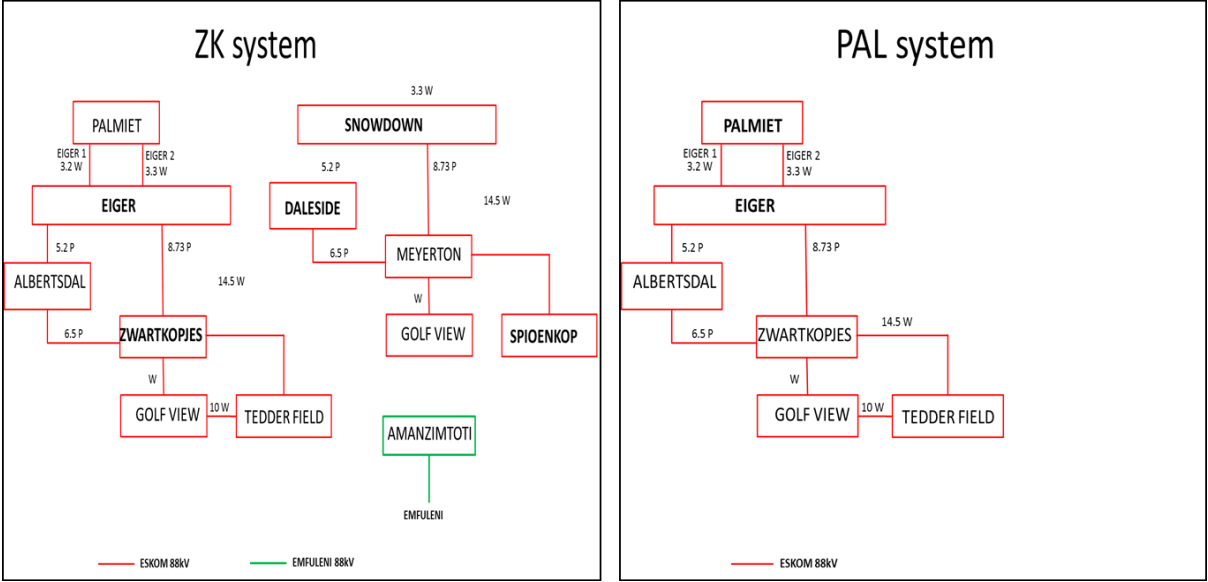 ZK system
3.3 W
PALMIET
SNOWDOWN
EIGER 1
3.2 W
EIGER 2
3.3 W
5.2 P
8.73 P
14.5 W
EIGER
DALESIDE
5.2 P
8.73 P
6.5 P
MEYERTON
ALBERTSDAL
14.5 W
W
6.5 P
ZWARTKOPJES
GOLF VIEW
SPIOENKOP
W
GOLF VIEW
10 W
TEDDER FIELD
AMANZIMTOTI
EMFULENI
ESKOM 88kV
EMFULENI 88kV
PAL system
PALMIET
EIGER 1
3.2 W
EIGER 2
3.3 W
EIGER
5.2 P
8.73 P
ALBERTSDAL
14.5 W
6.5 P
ZWARTKOPJES
W
GOLF VIEW
10 W
TEDDER FIELD
ESKOM 88kV